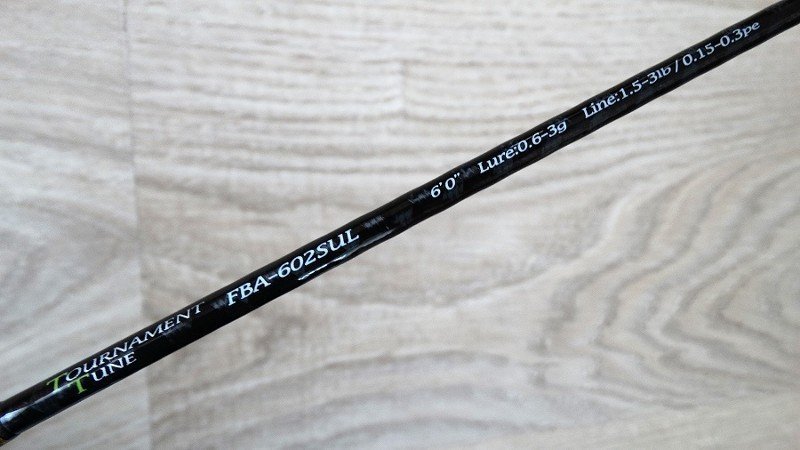 TOURNAMENT
TUNE
FBA-602SUL 6'0" Lure:0.6-3g Line:1.5-3lb / 0.15-0.3pe